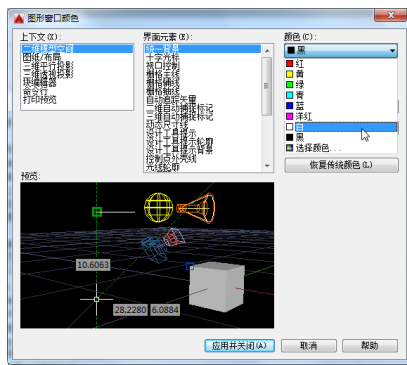 图形窗口颜色
上下文(X):
二维模型空间
图纸/布局
三维平行投影
三维透视投影
块编辑器
命令行
打印预览
界面元素(E):
统一背景
十字光标
视口控制
栅格主线
栅格辅线
栅格轴线
自动追踪矢量
二维自动捕捉标记
三维自动捕捉标记
动态尺寸线
设计工具提示
设计工具提示轮廓
设计工具提示背景
控制点外壳线
光线轮廓
颜色(C):
黑
红
黄
绿
青
蓝
洋红
白
黑
选择颜色...
恢复传统颜色(L)
预览:
10.6063
28.2280 6.0884
应用并关闭(A)
取消
帮助